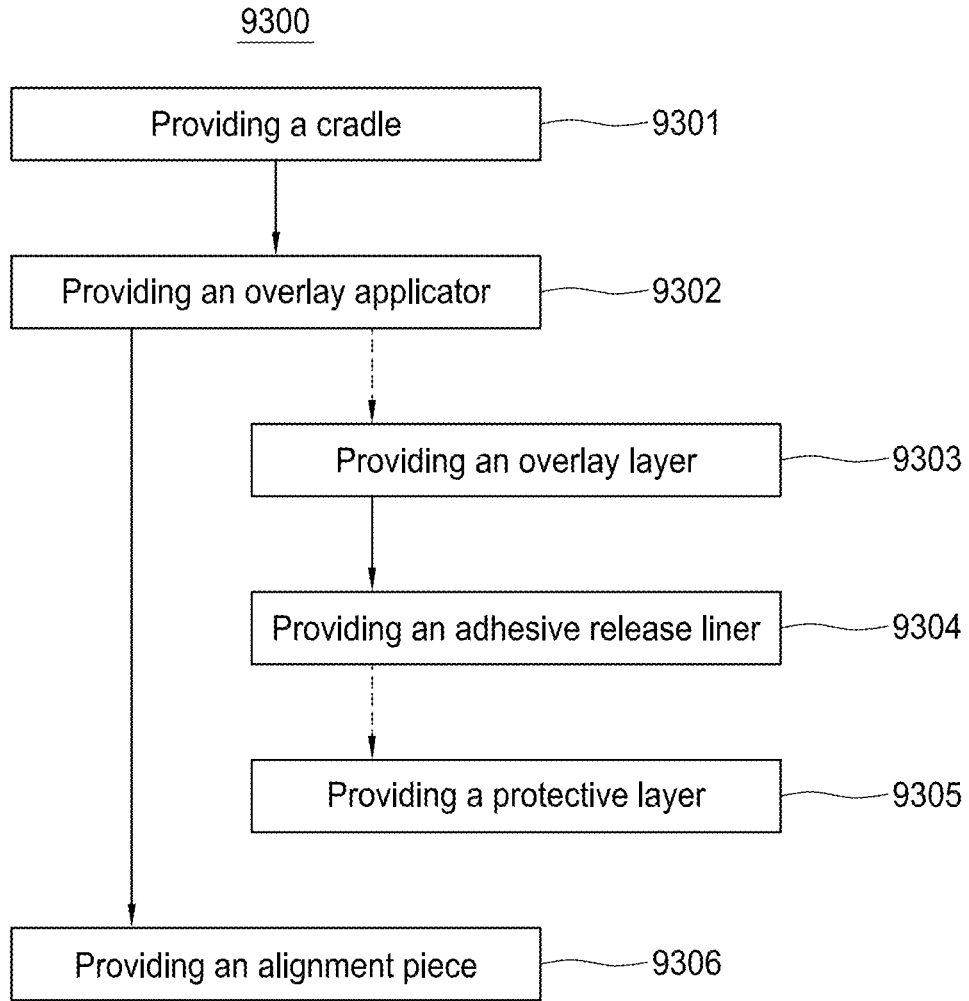 9300
Providing a cradle 9301
Providing an overlay applicator 9302
Providing an overlay layer 9303
Providing an adhesive release liner 9304
Providing a protective layer 9305
Providing an alignment piece 9306